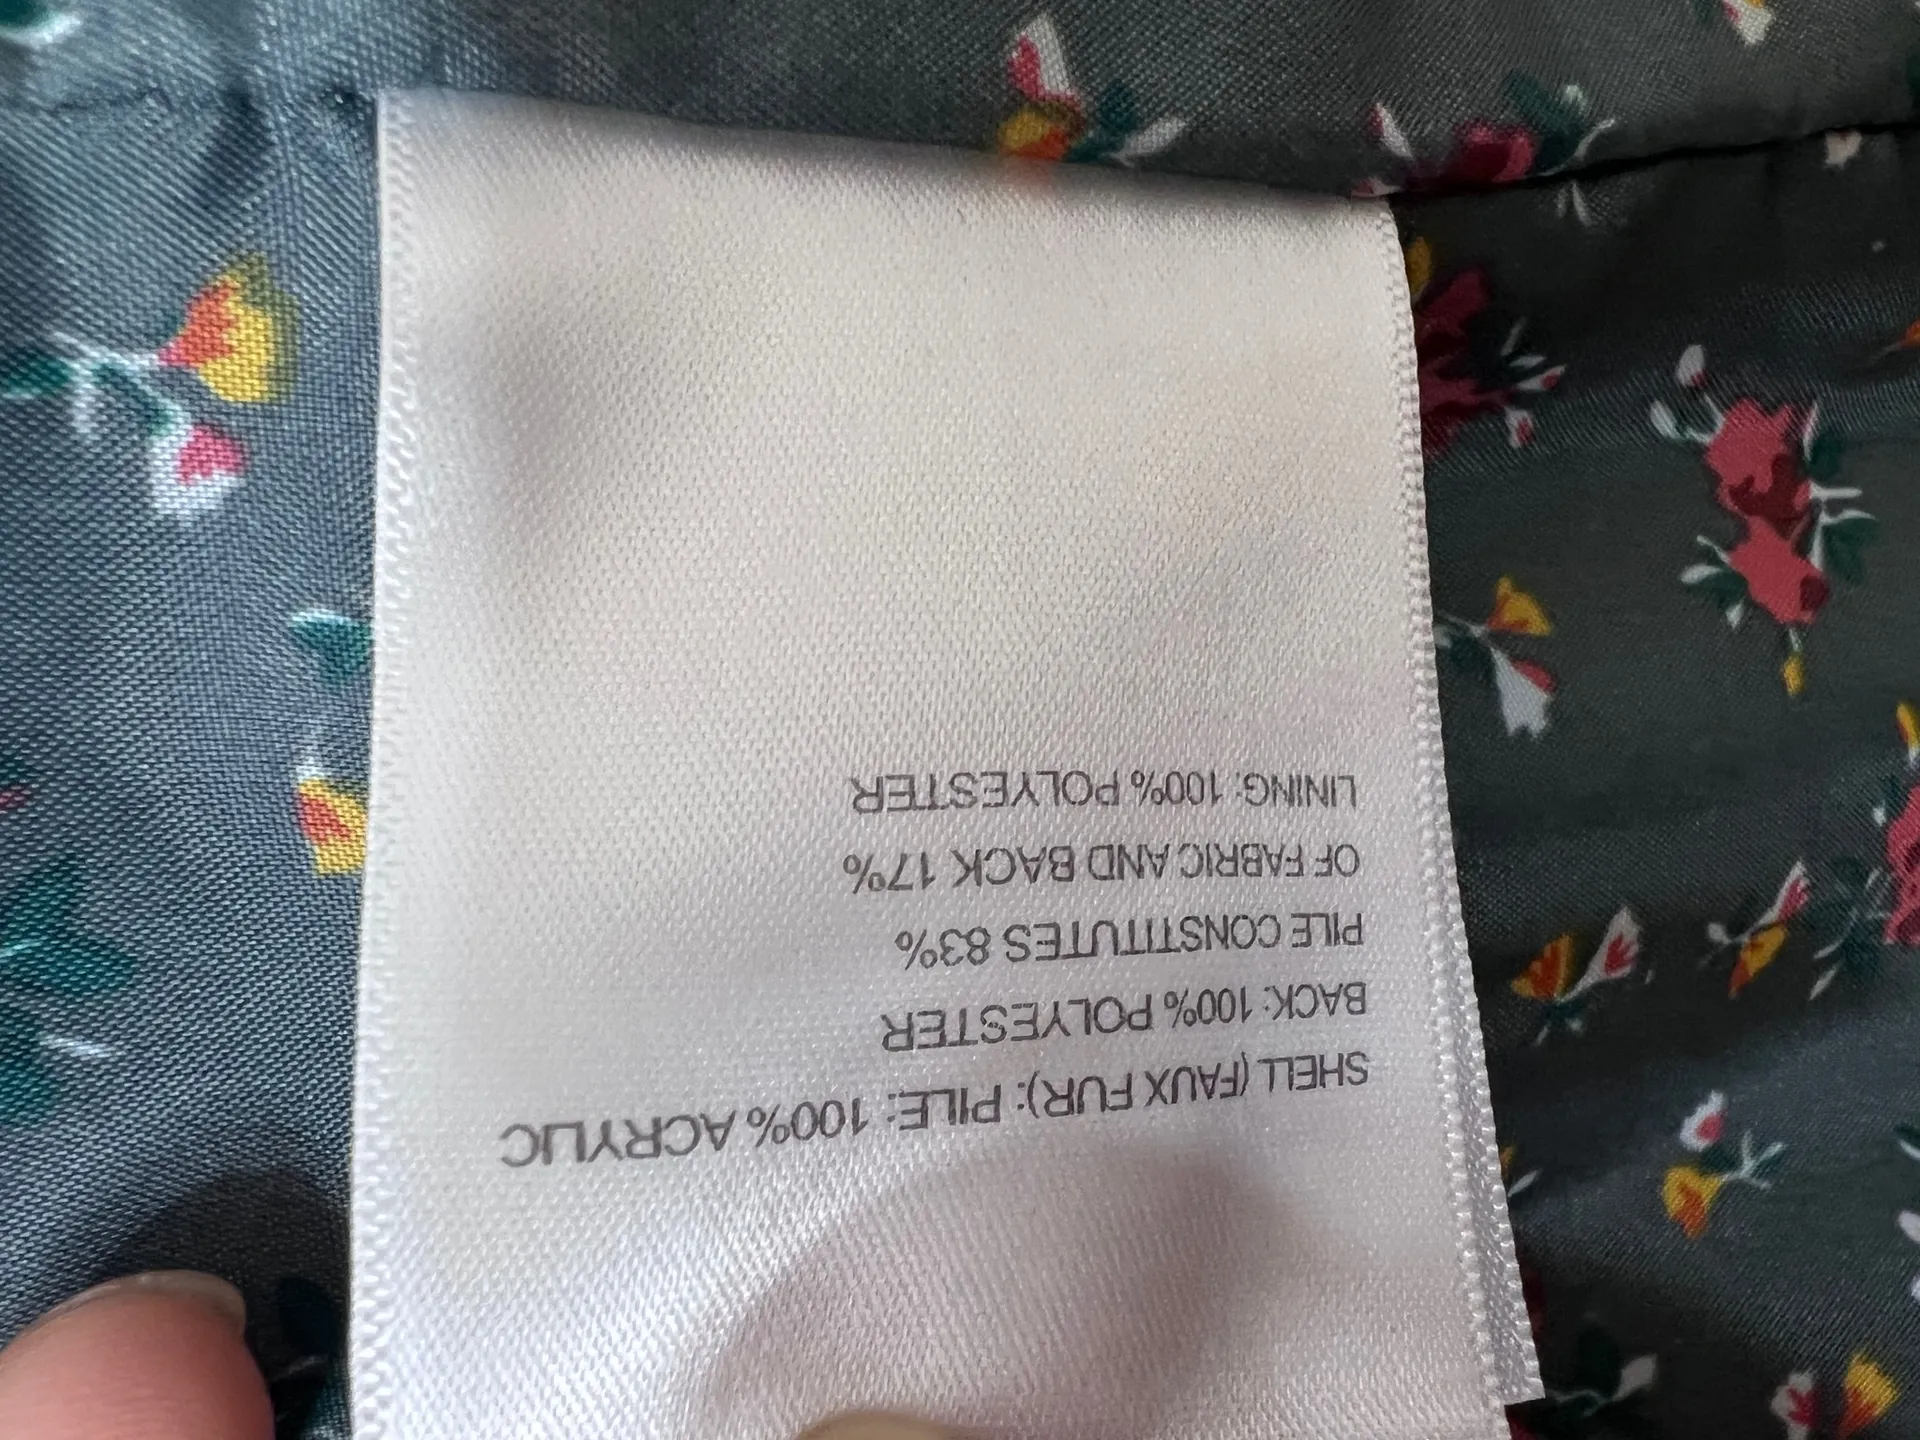 SHELL (FAUX FUR): PILE: 100% ACRYLIC
BACK: 100% POLYESTER
PILE CONSTITUTES 83%
OF FABRIC AND BACK 17%
LINING: 100% POLYESTER